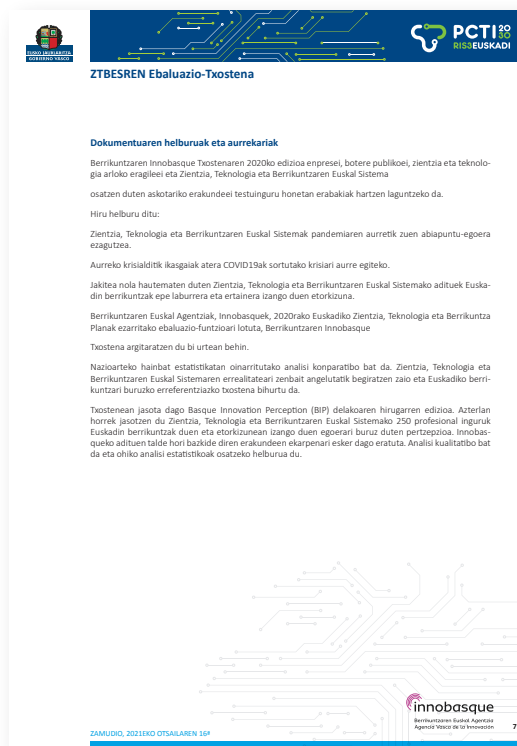 EUSKO JAURLARITZA
GOBIERNO VASCO
PCTI 2030
RIS3EUSKADI
ZTBESREN Ebaluazio-Txostena
Dokumentuaren helburuak eta aurrekariak
Berrikuntzaren Innobasque Txostenaren 2020ko edizioa enpresei, botere publikoei, zientzia eta teknolo-
gia arloko eragileei eta Zientzia, Teknologia eta Berrikuntzaren Euskal Sistema
osatzen duten askotariko erakundeei testuinguru honetan erabakiak hartzen laguntzeko da.
Hiru helburu ditu:
Zientzia, Teknologia eta Berrikuntzaren Euskal Sistemak pandemiaren aurretik zuen abiapuntu-egoera
ezagutzea.
Aurreko krisialditik ikasgaiak atera COVID19ak sortutako krisiari aurre egiteko.
Jakitea nola hautematen duten Zientzia, Teknologia eta Berrikuntzaren Euskal Sistemako adituek Euska-
din berrikuntzak epe laburrera eta ertainera izango duen etorkizuna.
Berrikuntzaren Euskal Agentziak, Innobasquek, 2020rako Euskadiko Zientzia, Teknologia eta Berrikuntza
Planak ezarritako ebaluazio-funtzioari lotuta, Berrikuntzaren Innobasque
Txostena argitaratzen du bi urtean behin.
Nazioarteko hainbat estatistikatan oinarritutako analisi konparatibo bat da. Zientzia, Teknologia eta
Berrikuntzaren Euskal Sistemaren errealitateari zenbait angelutatik begiratzen zaio eta Euskadiko berri-
kuntzari buruzko erreferentziazko txostena bihurtu da.
Txostenean jasota dago Basque Innovation Perception (BIP) delakoaren hirugarren edizioa. Azterlan
horrek jasotzen du Zientzia, Teknologia eta Berrikuntzaren Euskal Sistemako 250 profesional inguruk
Euskadin berrikuntzak duen eta etorkizunean izango duen egoerari buruz duten pertzepzioa. Innobas-
queko adituen talde hori bazkide diren erakundeen ekarpenari esker dago eratuta. Analisi kualitatibo bat
da eta ohiko analisi estatistikoak osatzeko helburua du.
innobasque
Berrikuntzaren Euskal Agentzia
Agencia Vasca de la Innovación
7
ZAMUDIO, 2021EKO OTSAILAREN 16ª